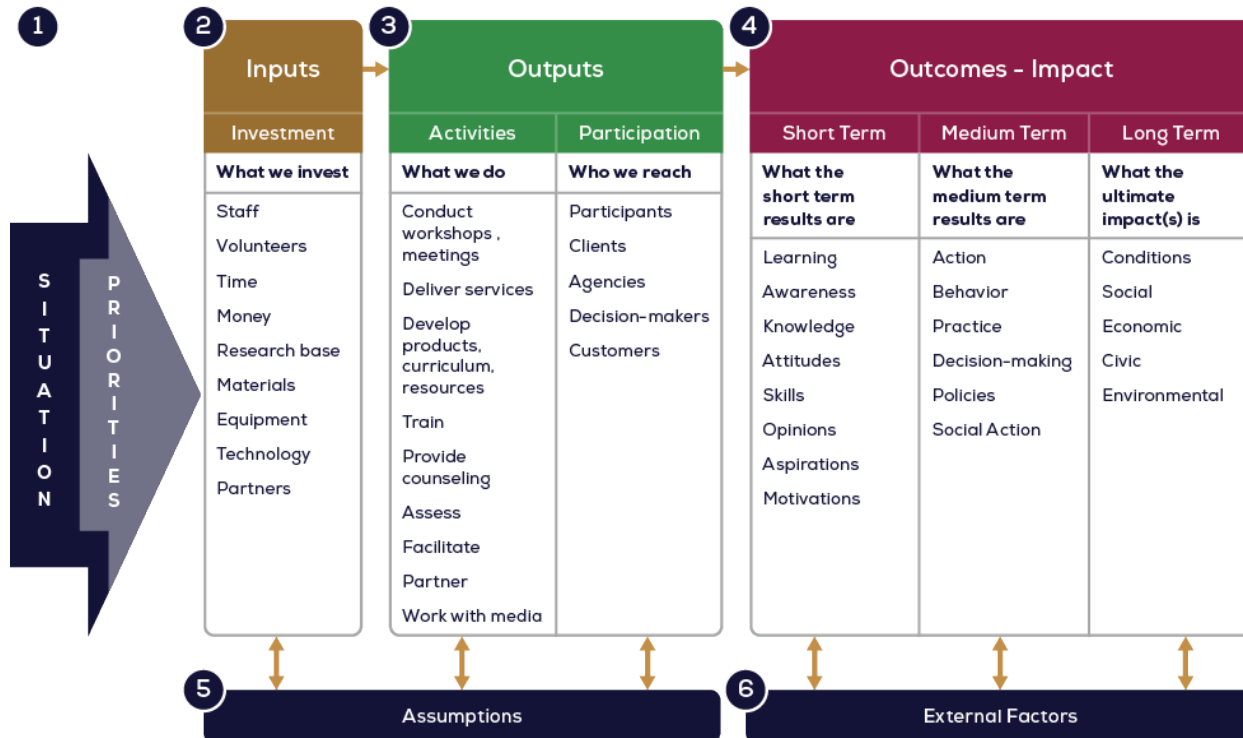 1
SITUATION
PRIORITIES
2
Inputs
Investment
What we invest
Staff
Volunteers
Time
Money
Research base
Materials
Equipment
Technology
Partners
3
Outputs
Activities
What we do
Conduct
workshops ,
meetings
Deliver services
Develop
products,
curriculum,
resources
Train
Provide
counseling
Assess
Facilitate
Partner
Work with media
Participation
Who we reach
Participants
Clients
Agencies
Decision-makers
Customers
4
Outcomes - Impact
Short Term
What the
short term
results are
Learning
Awareness
Knowledge
Attitudes
Skills
Opinions
Aspirations
Motivations
Medium Term
What the
medium term
results are
Action
Behavior
Practice
Decision-making
Policies
Social Action
Long Term
What the
ultimate
impact(s) is
Conditions
Social
Economic
Civic
Environmental
5
Assumptions
6
External Factors